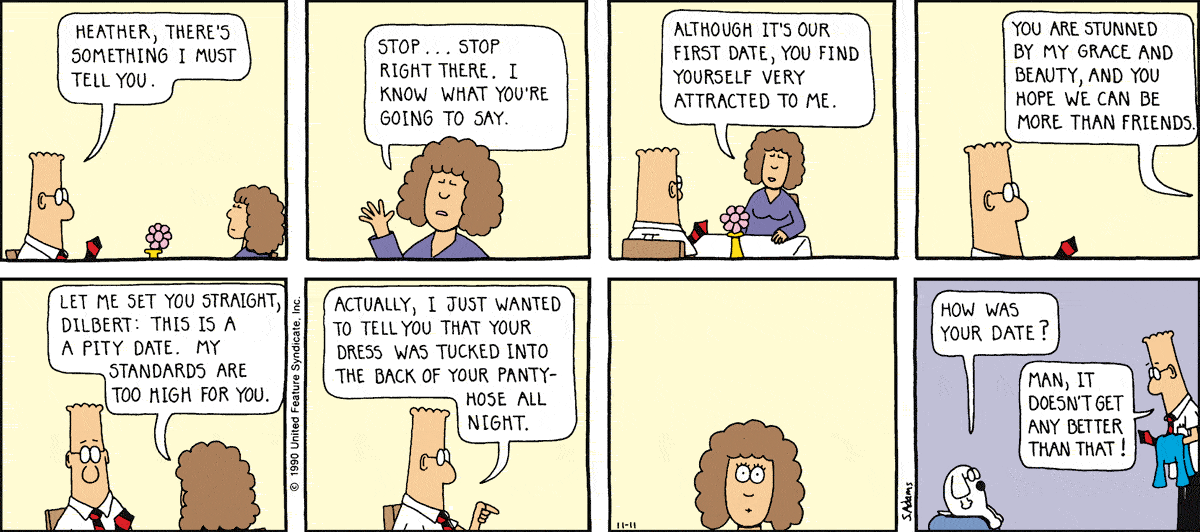 HEATHER, THERE'S
SOMETHING I MUST
TELL YOU.
STOP... STOP
RIGHT THERE. I
KNOW WHAT YOU'RE
GOING TO SAY.
ALTHOUGH IT'S OUR
FIRST DATE, YOU FIND
YOURSELF VERY
ATTRACTED TO ME.
YOU ARE STUNNED
BY MY GRACE AND
BEAUTY, AND YOU
HOPE WE CAN BE
MORE THAN FRIENDS.
LET ME SET YOU STRAIGHT,
DILBERT: THIS IS A
A PITY DATE. MY
STANDARDS ARE
TOO HIGH FOR YOU.
© 1990 United Feature Syndicate, Inc.
ACTUALLY, I JUST WANTED
TO TELL YOU THAT YOUR
DRESS WAS TUCKED INTO
THE BACK OF YOUR PANTY-
HOSE ALL
NIGHT.
11-11
S.Adams
HOW WAS
YOUR DATE?
MAN, IT
DOESN'T GET
ANY BETTER
THAN THAT!